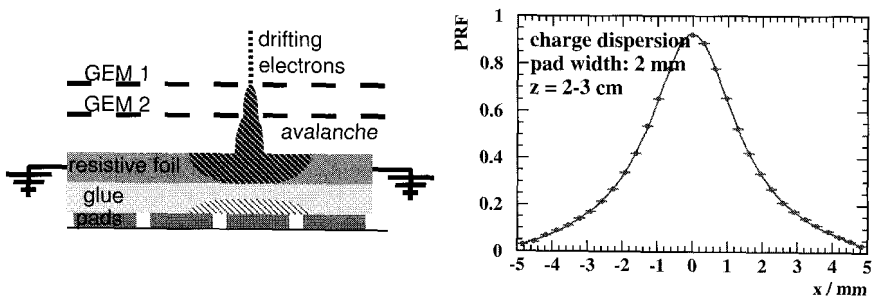 drifting
electrons
GEM 1
GEM 2
avalanche
resistive foil
glue
pads
PRF
charge dispersion
pad width: 2 mm
z = 2-3 cm
1
0.8
0.6
0.4
0.2
0
-5 -4 -3 -2 -1 0 1 2 3 4 5
x / mm